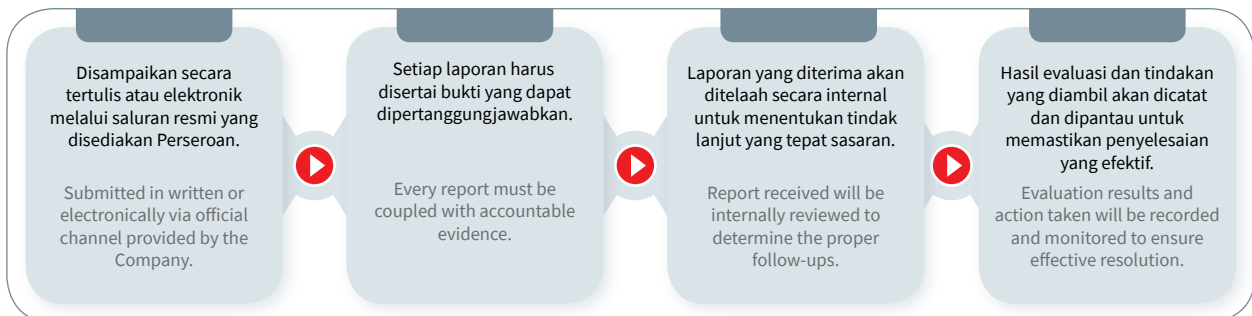 Disampaikan secara
tertulis atau elektronik
melalui saluran resmi yang
disediakan Perseroan.
Submitted in written or
electronically via official
channel provided by the
Company.
Setiap laporan harus
disertai bukti yang dapat
dipertanggungjawabkan.
Every report must be
coupled with accountable
evidence.
Laporan yang diterima akan
ditelaah secara internal
untuk menentukan tindak
lanjut yang tepat sasaran.
Report received will be
internally reviewed to
determine the proper
follow-ups.
Hasil evaluasi dan tindakan
yang diambil akan dicatat
dan dipantau untuk
memastikan penyelesaian
yang efektif.
Evaluation results and
action taken will be recorded
and monitored to ensure
effective resolution.